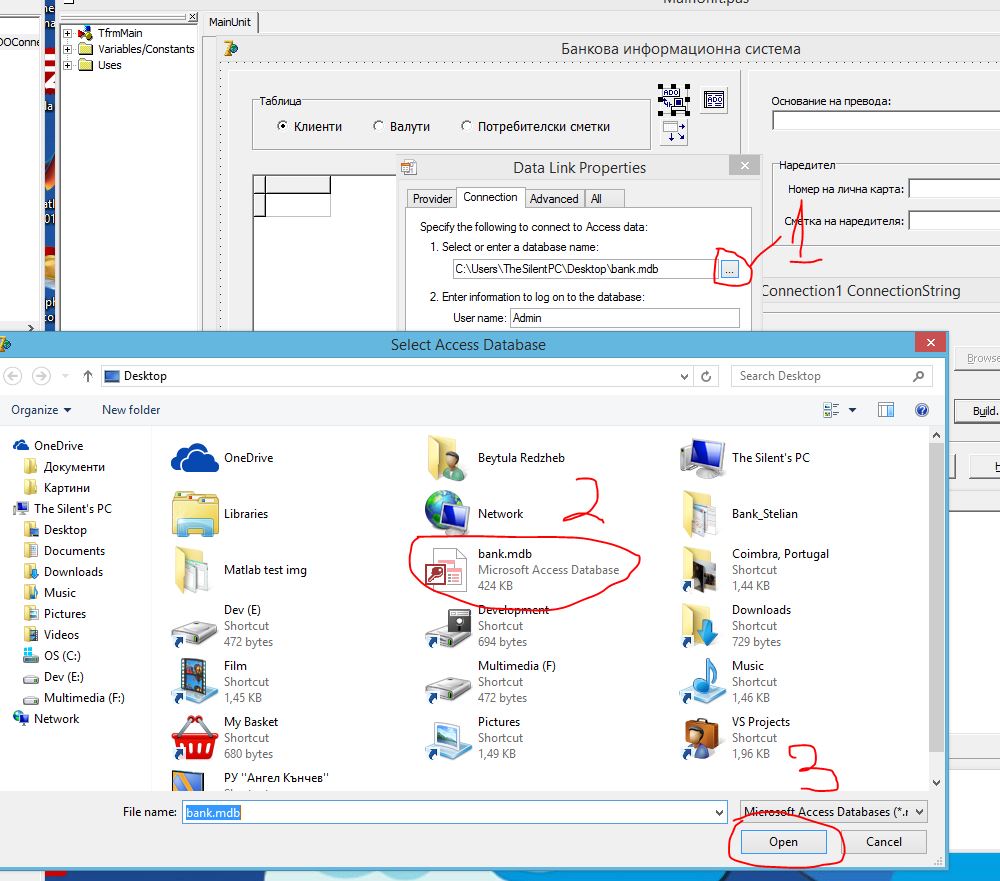 MainUnit.pas
MainUnit
TfrmMain
Variables/Constants
Uses
Банкова информационна система
Таблица
Клиенти
Валути
Потребителски сметки
ADO
ADO
Основание на превода:
Наредител
Номер на лична карта:
Сметка на наредителя:
1
Data Link Properties
Provider
Connection
Advanced
All
Specify the following to connect to Access data:
1. Select or enter a database name:
C:\Users\TheSilentPC\Desktop\bank.mdb
...
2. Enter information to log on to the database:
User name:
Admin
Connection1 ConnectionString
Browse
Build.
Select Access Database
Desktop
Search Desktop
Organize
New folder
OneDrive
Документи
Картини
The Silent's PC
Desktop
Documents
Downloads
Music
Pictures
Videos
OS (C:)
Dev (E:)
Multimedia (F:)
Network
OneDrive
Beytula Redzheb
The Silent's PC
Libraries
Network
2
Bank_Stelian
Matlab test img
bank.mdb
Microsoft Access Database
424 KB
Coimbra, Portugal
Shortcut
1,44 KB
Dev (E)
Shortcut
472 bytes
Development
Shortcut
694 bytes
Downloads
Shortcut
729 bytes
Film
Shortcut
1,45 KB
Multimedia (F)
Shortcut
472 bytes
Music
Shortcut
1,46 KB
My Basket
Shortcut
680 bytes
Pictures
Shortcut
1,49 KB
VS Projects
Shortcut
1,96 KB
РУ "Ангел Кънчев"
3
File name:
bank.mdb
Microsoft Access Databases (*.r
Open
Cancel